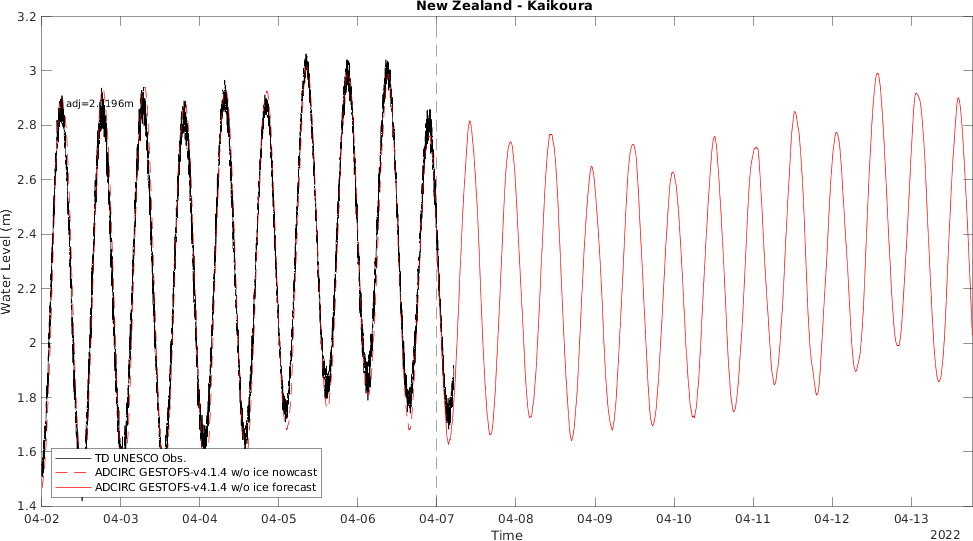 New Zealand - Kaikoura
3.2
3
2.8
2.6
2.4
2.2
2
1.8
1.6
1.4
Water Level (m)
TD UNESCO Obs.
ADCIRC GESTOFS-v4.1.4 w/o ice nowcast
ADCIRC GESTOFS-v4.1.4 w/o ice forecast
04-02 04-03 04-04 04-05 04-06 04-07 04-08 04-09 04-10 04-11 04-12 04-13
Time
2022